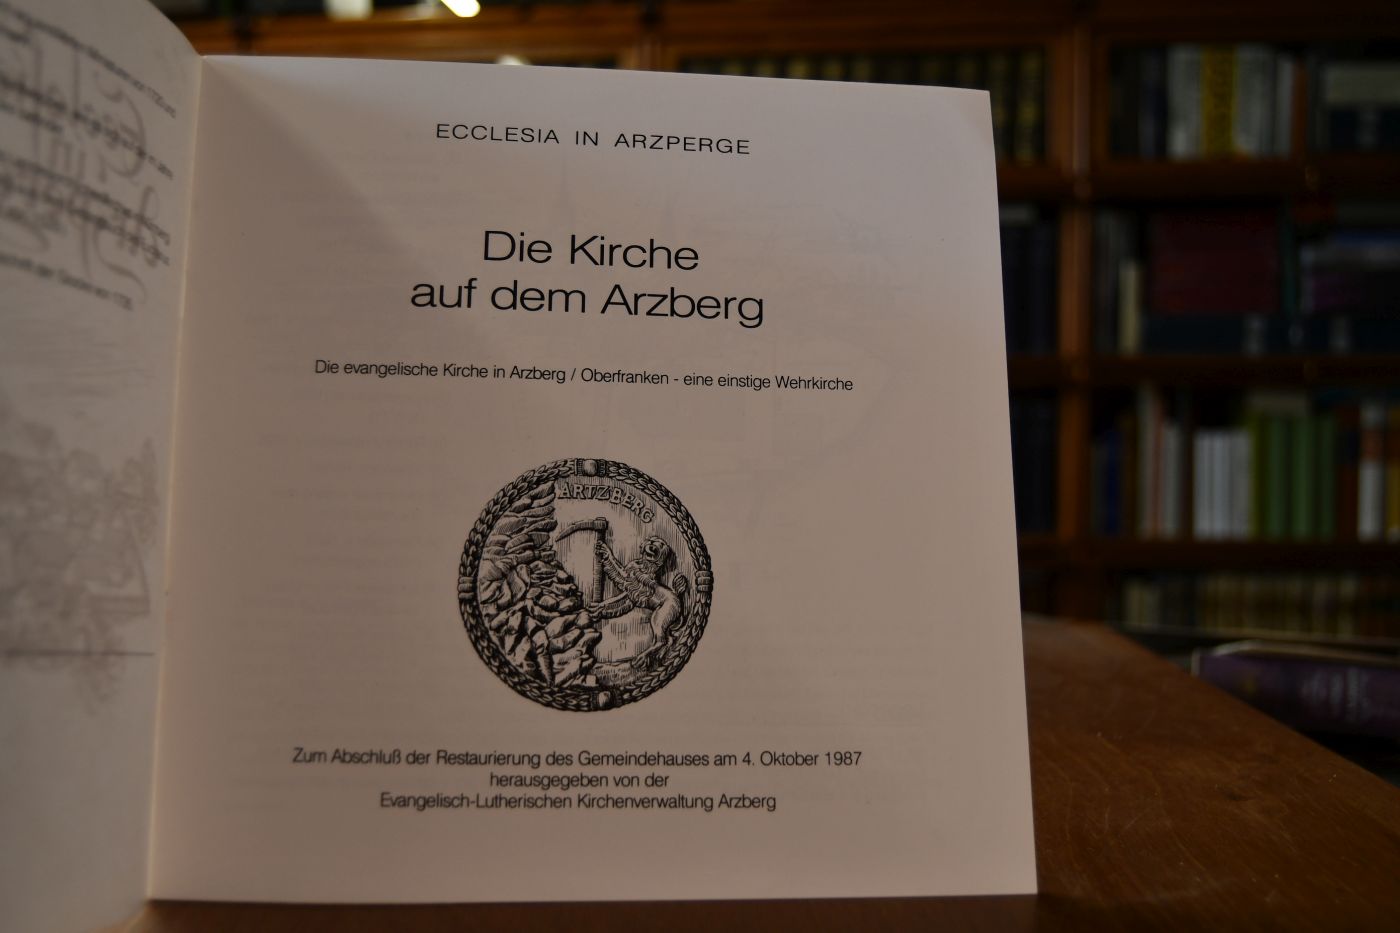 ECCLESIA IN ARZPERGE
Die Kirche
auf dem Arzberg
Die evangelische Kirche in Arzberg / Oberfranken - eine einstige Wehrkirche
ARTZBERG
Zum Abschluß der Restaurierung des Gemeindehauses am 4. Oktober 1987
herausgegeben von der
Evangelisch-Lutherischen Kirchenverwaltung Arzberg